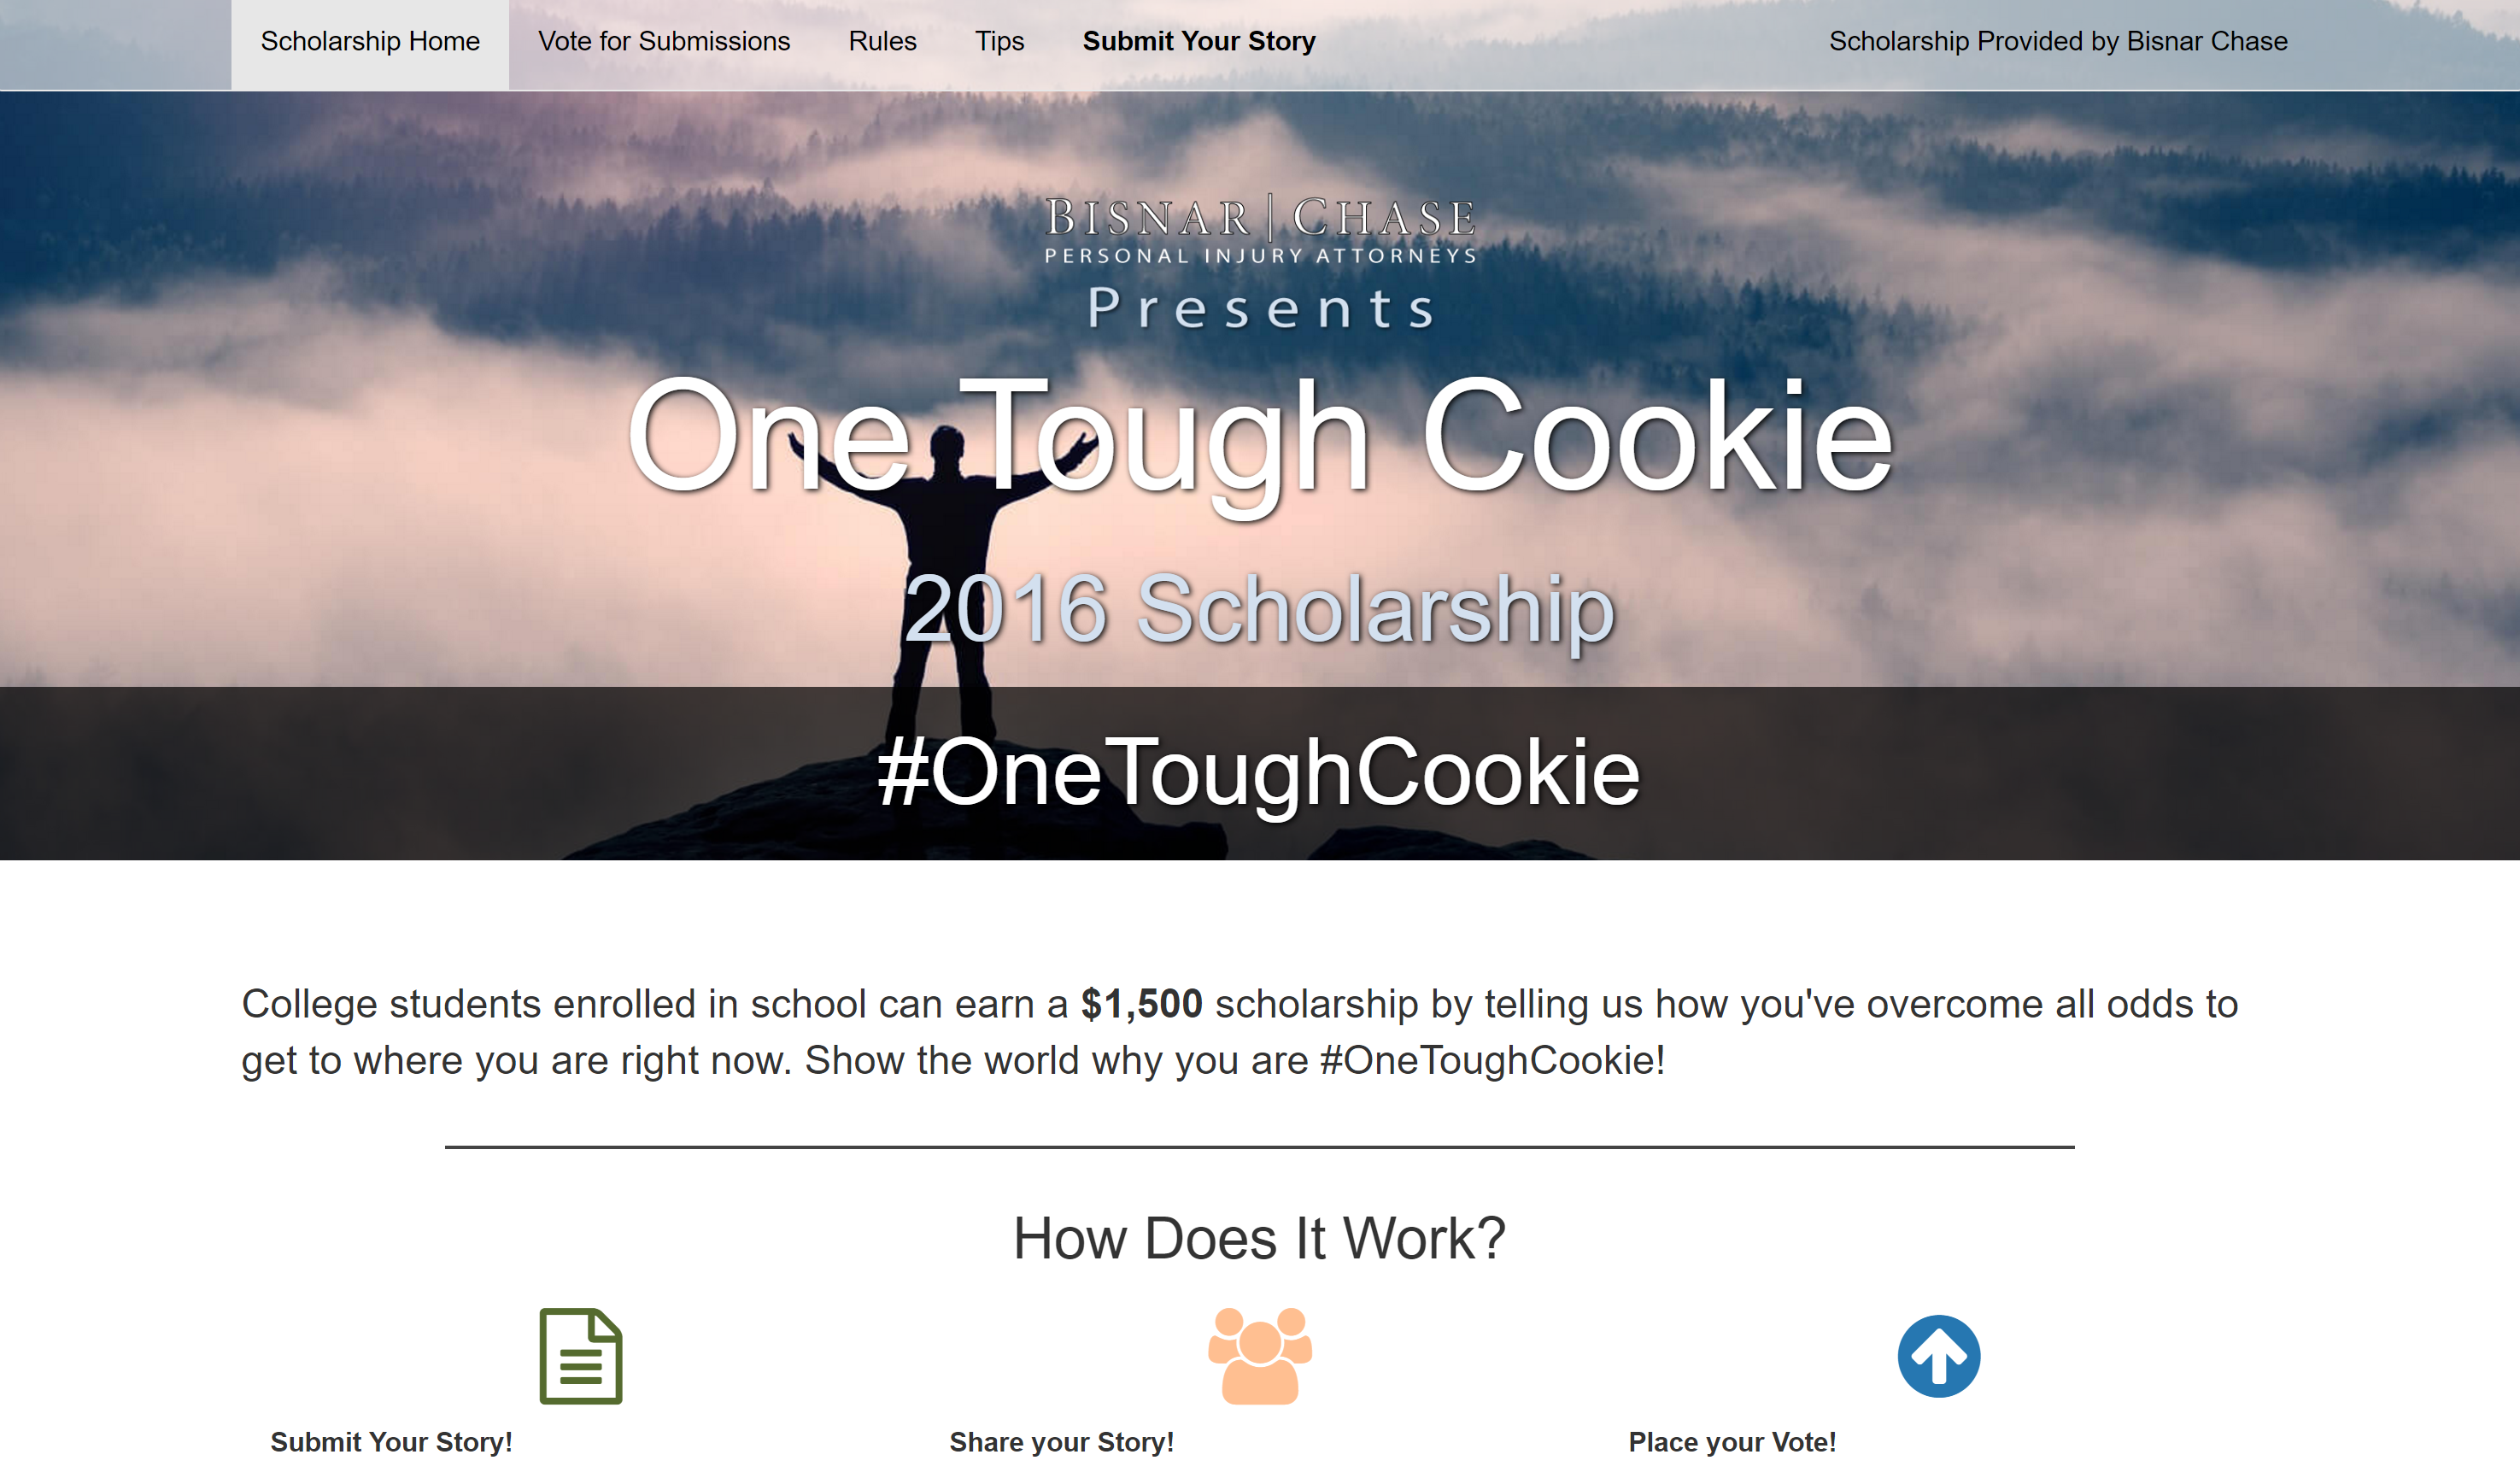 Scholarship Home
Vote for Submissions
Rules
Tips
Submit Your Story
Scholarship Provided by Bisnar Chase
BISNAR | CHASE
PERSONAL INJURY ATTORNEYS
Presents
One Tough Cookie
2016 Scholarship
#OneToughCookie
College students enrolled in school can earn a $1,500 scholarship by telling us how you've overcome all odds to
get to where you are right now. Show the world why you are #OneToughCookie!
How Does It Work?
Submit Your Story!
Share your Story!
Place your Vote!